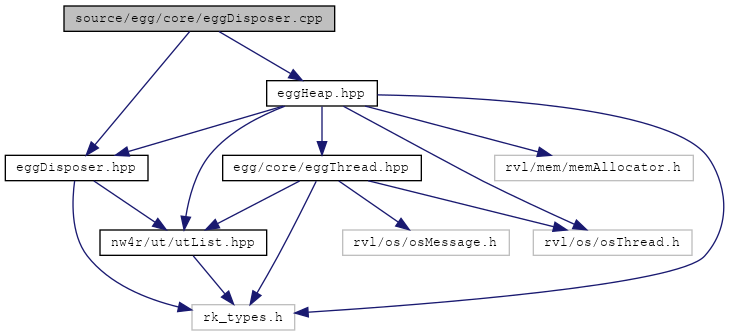 source/egg/core/eggDisposer.cpp
eggHeap.hpp
eggDisposer.hpp
egg/core/eggThread.hpp
rvl/mem/memAllocator.h
nw4r/ut/utList.hpp
rvl/os/osMessage.h
rvl/os/osThread.h
rk_types.h